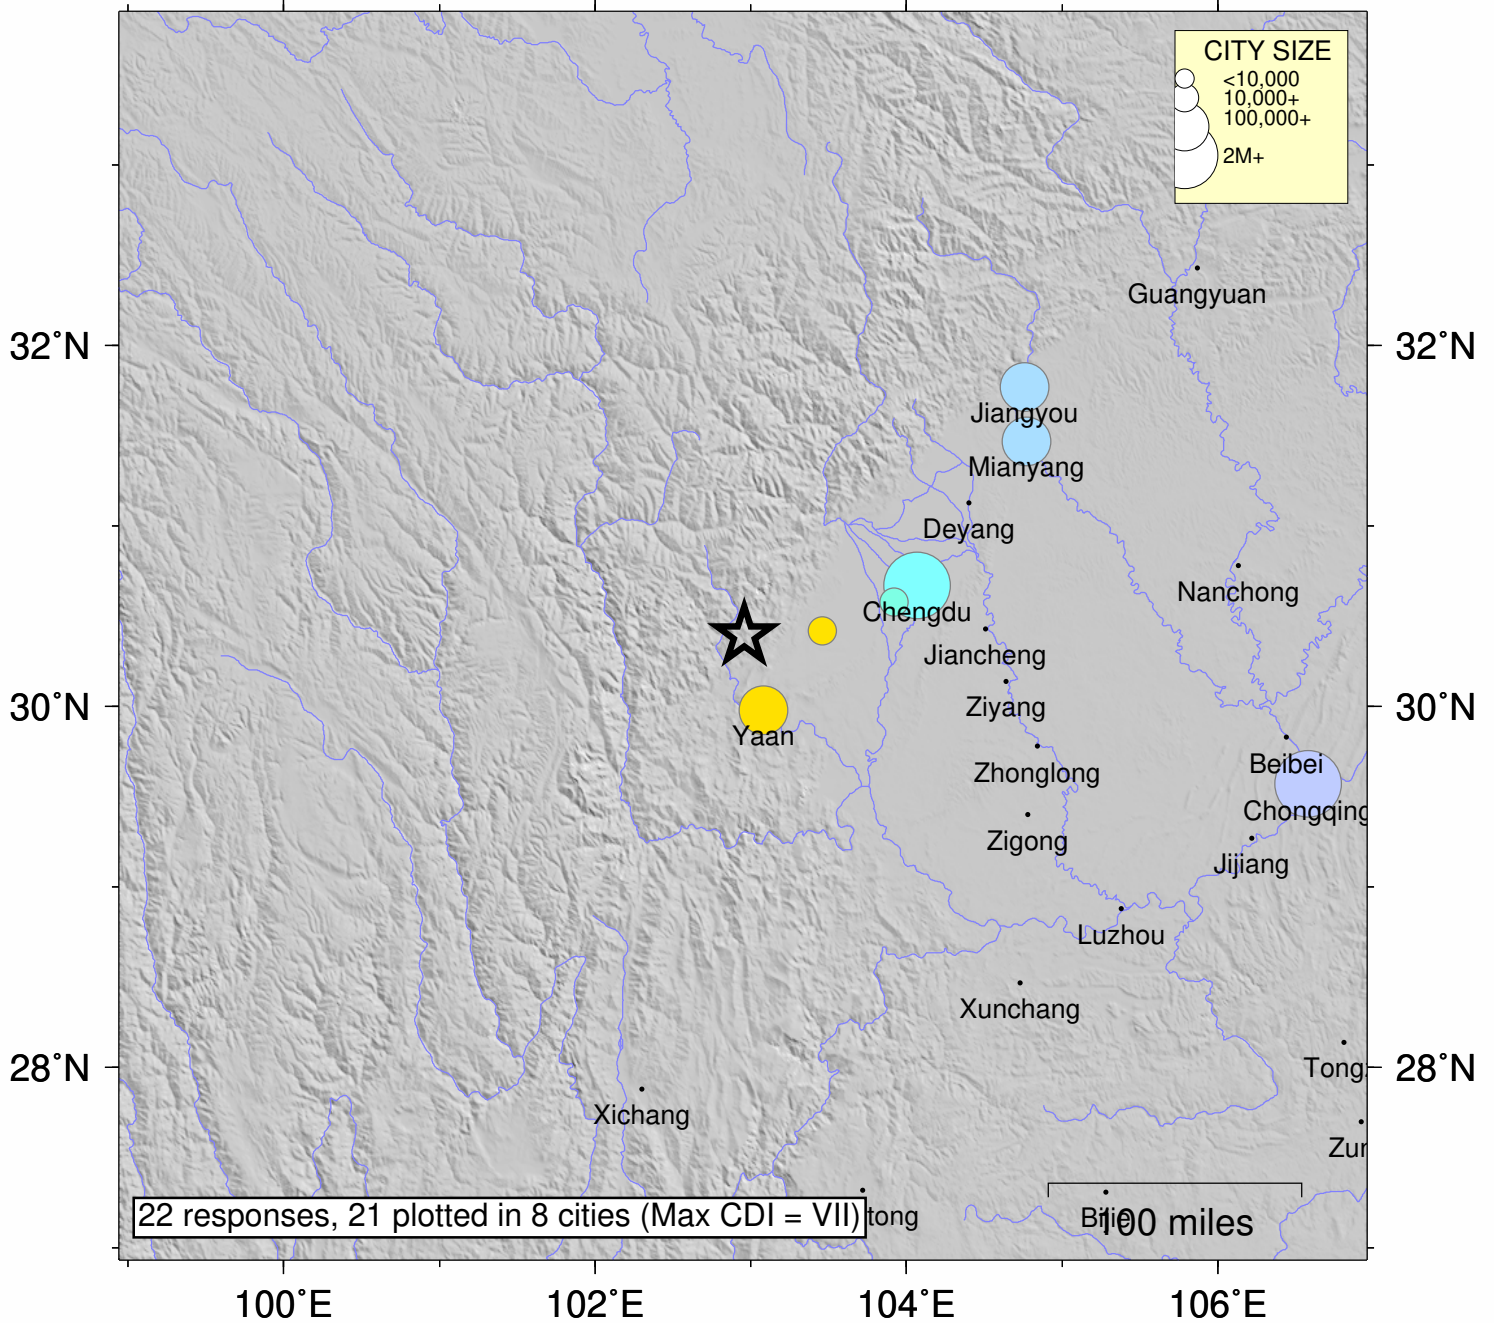 CITY SIZE
<10,000
10,000+
100,000+
2M+
Guangyuan
32°N
32°N
Jiangyou
Mianyang
Deyang
Nanchong
Chengdu
Jiancheng
Ziyang
30°N
30°N
Yaan
Beibei
Zhonglong
Chongqing
Zigong
Jijiang
Luzhou
Xunchang
28°N
Tong
28°N
Xichang
Zur
22 responses, 21 plotted in 8 cities (Max CDI = VII)
tong
Bijie
100 miles
100°E
102°E
104°E
106°E